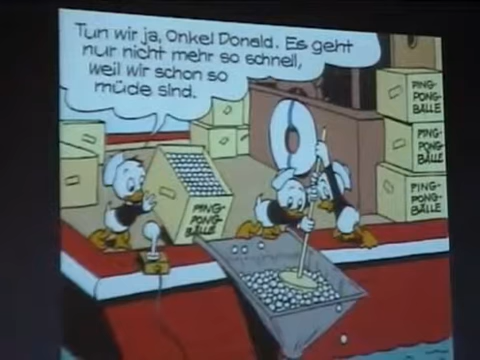 Tun wir ja, Onkel Donald. Es geht
nur nicht mehr so schnell,
weil wir schon so
müde sind.
PING-
PONG-
BÄLLE
PING-
PONG-
BÄLLE
PING-
PONG-
BÄLLE
PING-
PONG-
BÄLLE